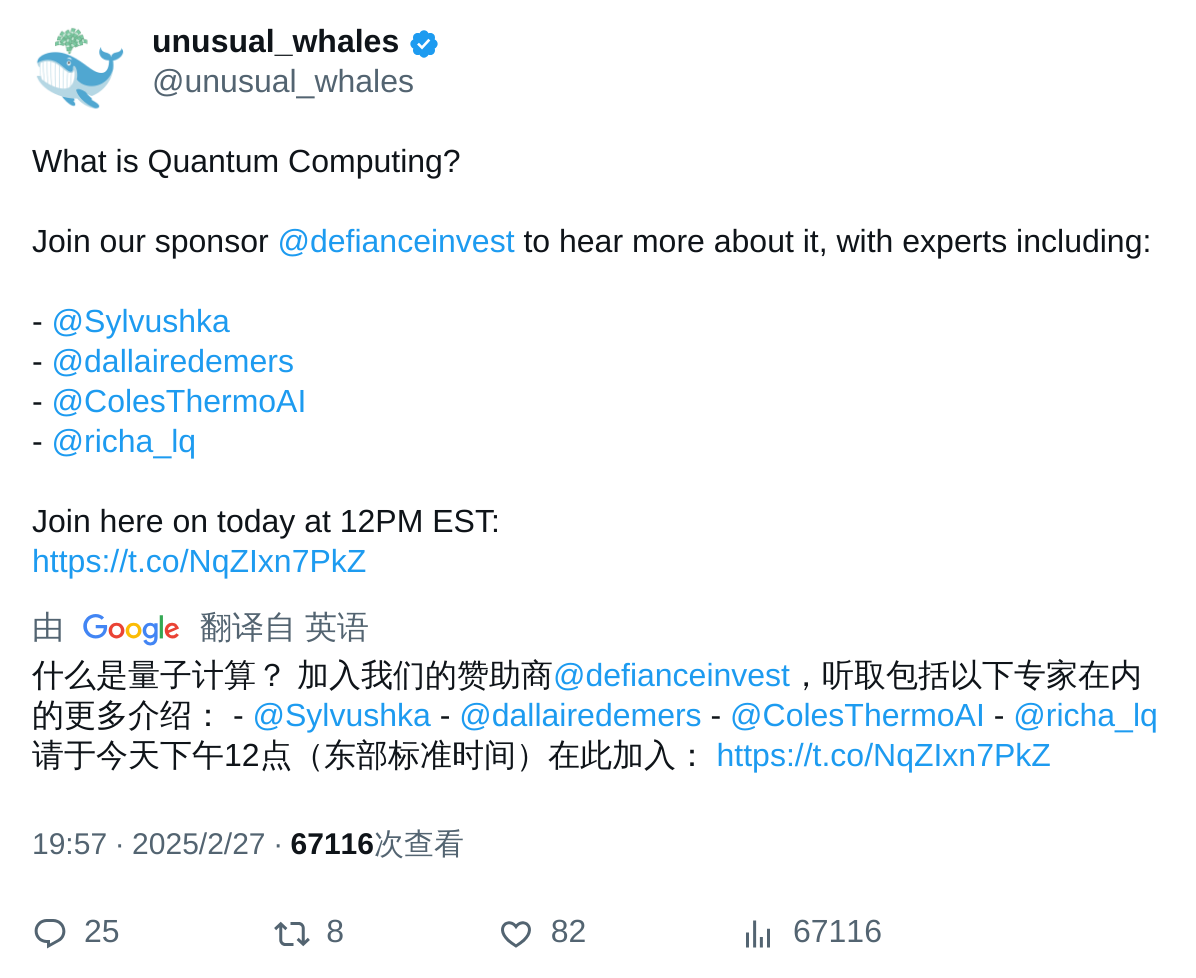 unusual_whales
@unusual_whales
What is Quantum Computing?
Join our sponsor @defianceinvest to hear more about it, with experts including:
- @Sylvushka
- @dallairedemers
- @ColesThermoAI
- @richa_lq
Join here on today at 12PM EST:
https://t.co/NqZIxn7PkZ
由 Google 翻译自 英语
什么是量子计算？ 加入我们的赞助商@defianceinvest，听取包括以下专家在内
的更多介绍： - @Sylvushka - @dallairedemers - @ColesThermoAI - @richa_lq
请于今天下午12点（东部标准时间）在此加入： https://t.co/NqZIxn7PkZ
19:57 · 2025/2/27 · 67116次查看
25 8 82 67116